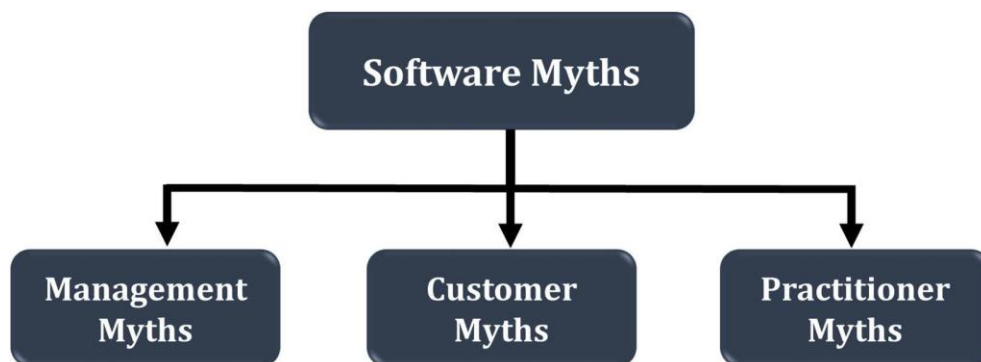 Software Myths
Management
Myths
Customer
Myths
Practitioner
Myths